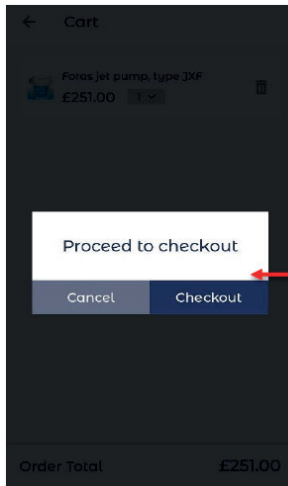 Cart
Foras jet pump, type JXF
£251.00 1
Proceed to checkout
Cancel Checkout
Order Total £251.00